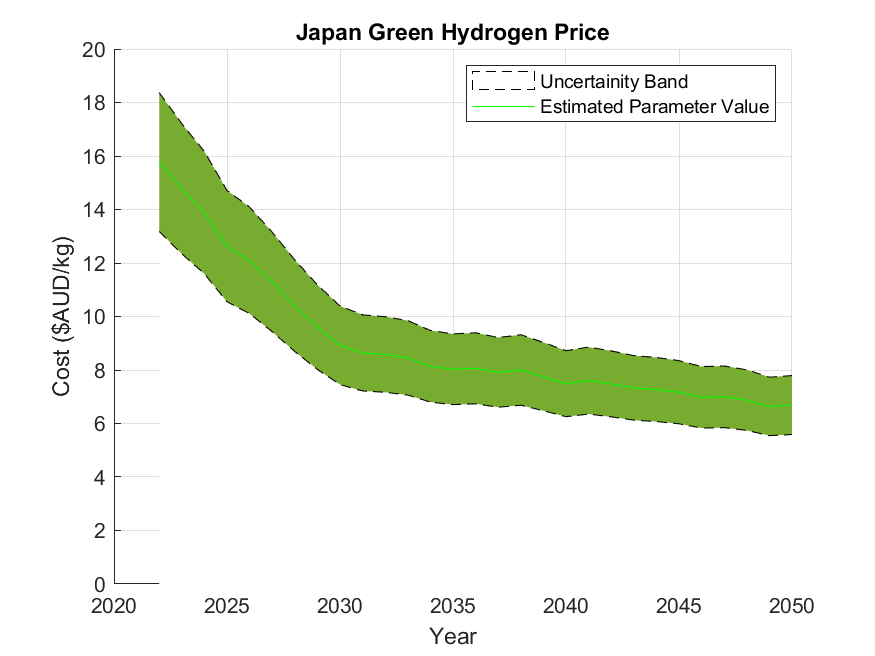 Japan Green Hydrogen Price
Uncertainity Band
Estimated Parameter Value
Cost ($AUD/kg)
20
18
16
14
12
10
8
6
4
2
0
2020 2025 2030 2035 2040 2045 2050
Year